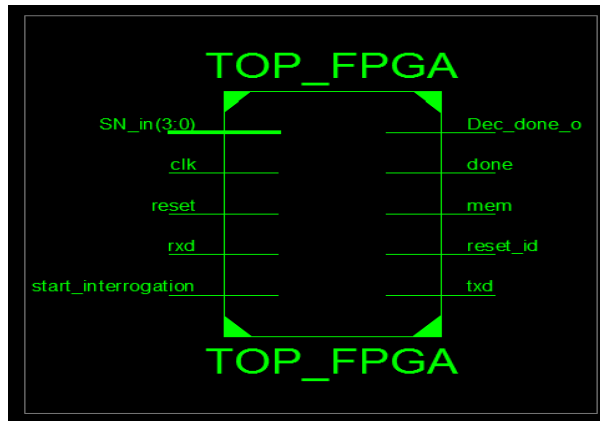 TOP_FPGA
SN_in(3:0) Dec_done_o
clk done
reset mem
rxd reset_id
start_interrogation txd
TOP_FPGA